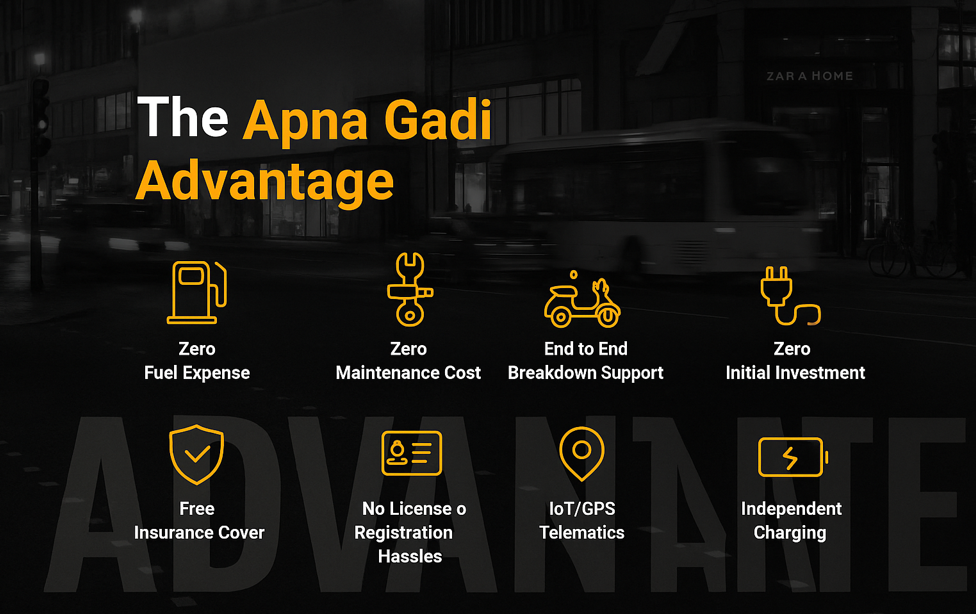 ZARA HOME
The Apna Gadi
Advantage
Zero
Fuel Expense
Zero
Maintenance Cost
End to End
Breakdown Support
Zero
Initial Investment
Free
Insurance Cover
No License o
Registration
Hassles
IoT/GPS
Telematics
Independent
Charging